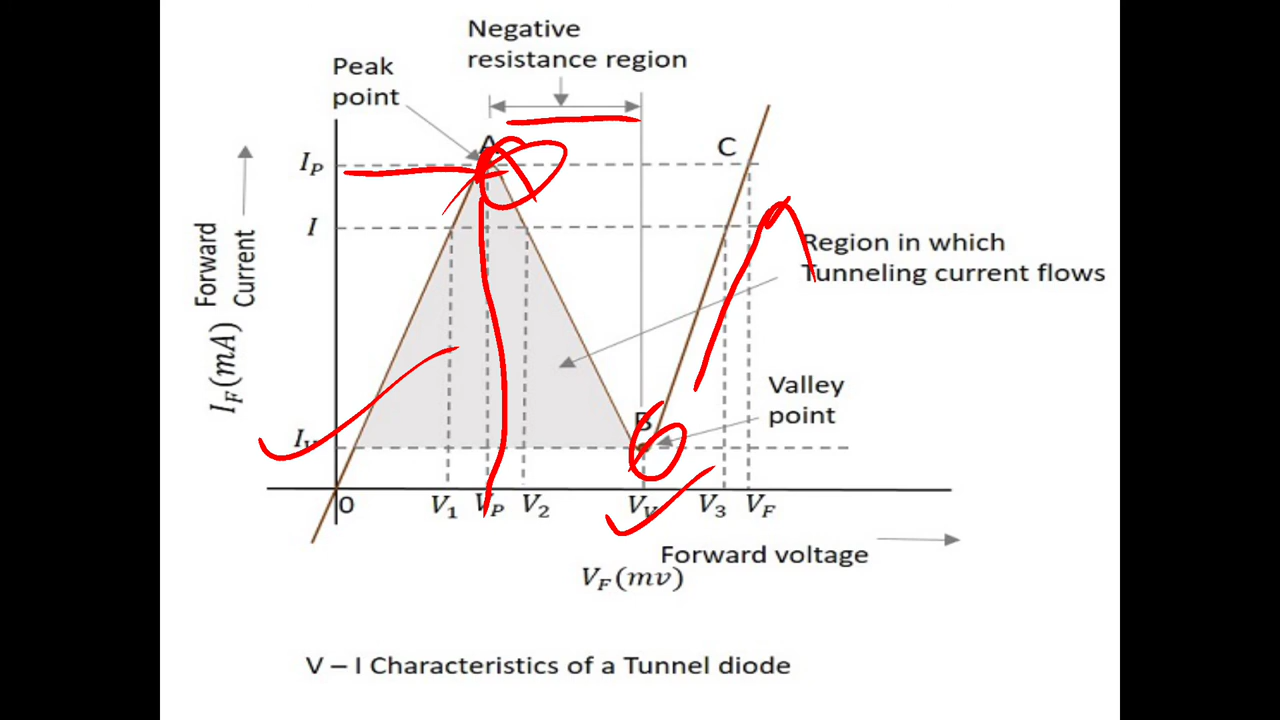 Negative
resistance region
Peak
point
A
C
I_P
I
Region in which
Tunneling current flows
Forward
Current
I_F(mA)
Valley
point
B
I_V
0
V_1
V_P
V_2
V_V
V_3
V_F
Forward voltage
V_F(mv)
V – I Characteristics of a Tunnel diode